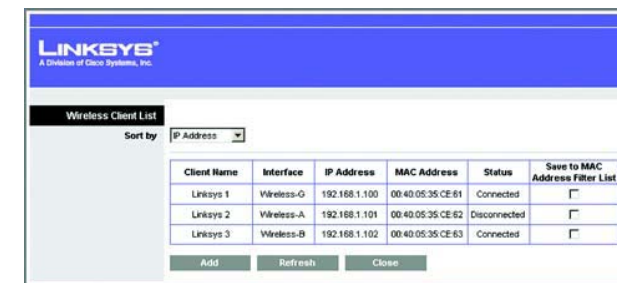 LINKSYS®
A Division of Cisco Systems, Inc.
Wireless Client List
Sort by IP Address
Client Name Interface IP Address MAC Address Status Save to MAC Address Filter List
Linksys 1 Wireless-G 192.168.1.100 00:40:05:35:CE:61 Connected
Linksys 2 Wireless-A 192.168.1.101 00:40:05:35:CE:62 Disconnected
Linksys 3 Wireless-B 192.168.1.102 00:40:05:35:CE:63 Connected
Add Refresh Close